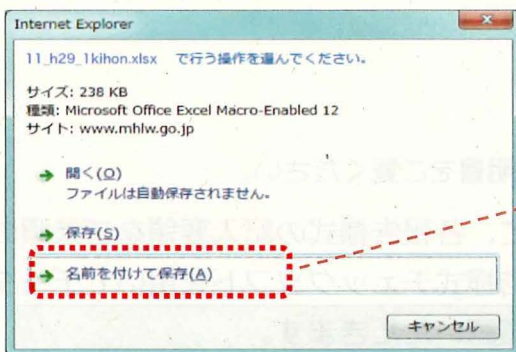 Internet Explorer
11_h29_1kihon.xlsx で行う操作を選んでください。
サイズ: 238 KB
種類: Microsoft Office Excel Macro-Enabled 12
サイト: www.mhlw.go.jp
開く(O)
ファイルは自動保存されません。
保存(S)
名前を付けて保存(A)
キャンセル